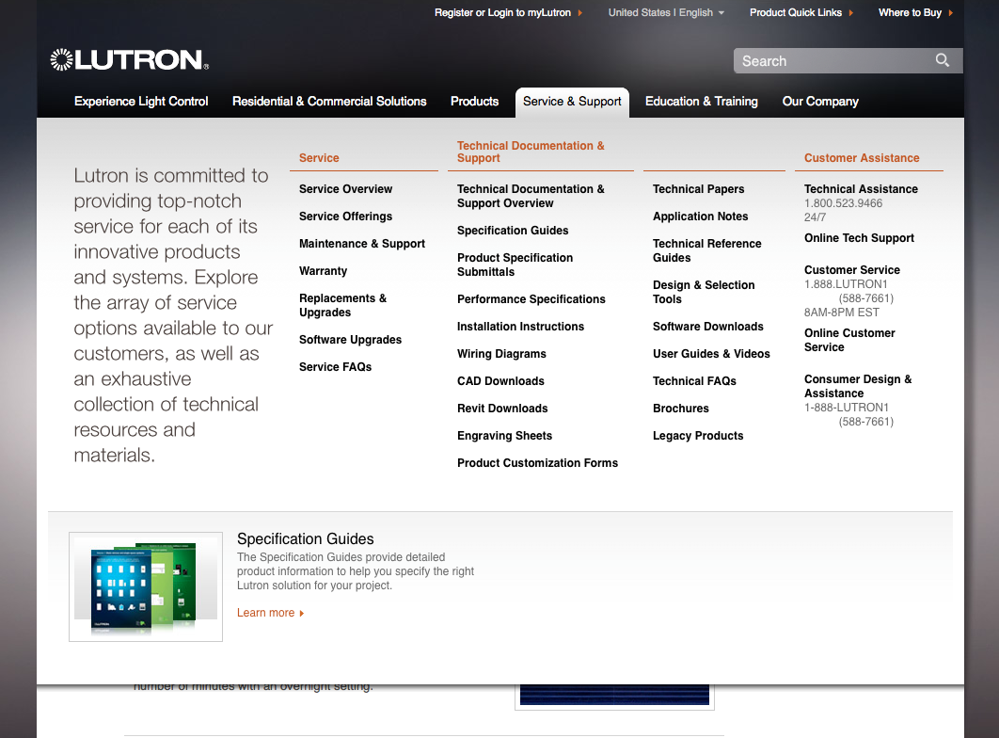 Register or Login to myLutron
United States | English
Product Quick Links
Where to Buy
LUTRON®
Search
Experience Light Control
Residential & Commercial Solutions
Products
Service & Support
Education & Training
Our Company
Lutron is committed to
providing top-notch
service for each of its
innovative products
and systems. Explore
the array of service
options available to our
customers, as well as
an exhaustive
collection of technical
resources and
materials.
Service
Service Overview
Service Offerings
Maintenance & Support
Warranty
Replacements &
Upgrades
Software Upgrades
Service FAQs
Technical Documentation &
Support
Technical Documentation &
Support Overview
Specification Guides
Product Specification
Submittals
Performance Specifications
Installation Instructions
Wiring Diagrams
CAD Downloads
Revit Downloads
Engraving Sheets
Product Customization Forms
Technical Papers
Application Notes
Technical Reference
Guides
Design & Selection
Tools
Software Downloads
User Guides & Videos
Technical FAQs
Brochures
Legacy Products
Customer Assistance
Technical Assistance
1.800.523.9466
24/7
Online Tech Support
Customer Service
1.888.LUTRON1
(588-7661)
8AM-8PM EST
Online Customer
Service
Consumer Design &
Assistance
1-888-LUTRON1
(588-7661)
LUTRON
Specification Guides
The Specification Guides provide detailed
product information to help you specify the right
Lutron solution for your project.
Learn more
number of minutes with an overnight setting.